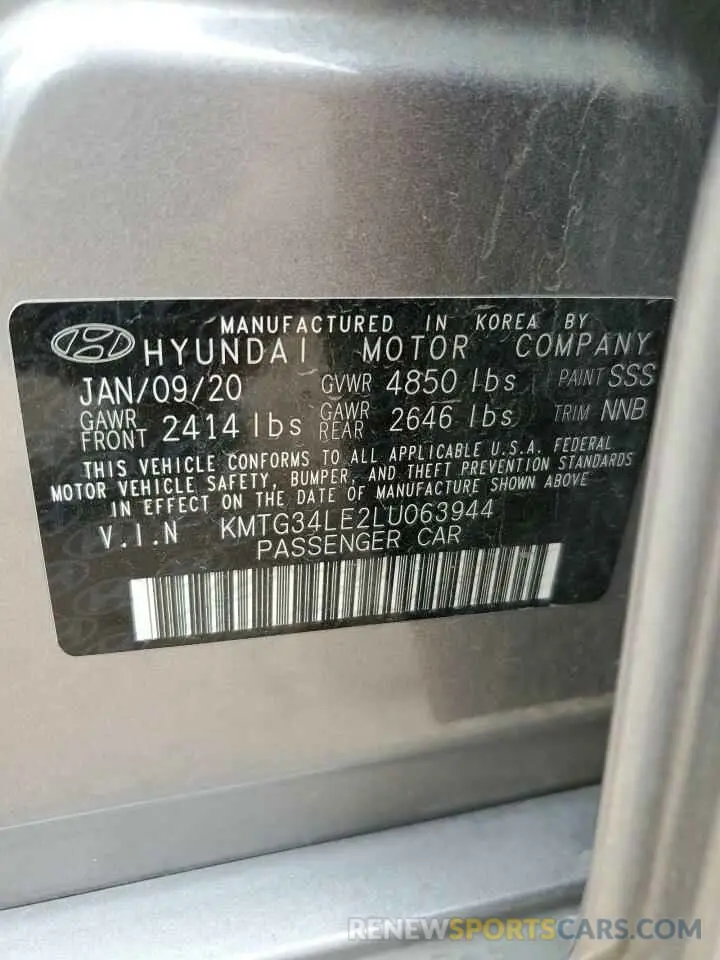 MANUFACTURED IN KOREA BY
HYUNDAI MOTOR COMPANY
JAN/09/20 GVWR 4850 lbs PAINT SSS
GAWR FRONT 2414 lbs GAWR REAR 2646 lbs TRIM NNB
THIS VEHICLE CONFORMS TO ALL APPLICABLE U.S.A. FEDERAL
MOTOR VEHICLE SAFETY, BUMPER, AND THEFT PREVENTION STANDARDS
IN EFFECT ON THE DATE OF MANUFACTURE SHOWN ABOVE
V.I.N KMTG34LE2LU063944
PASSENGER CAR
RENEWSPORTSCARS.COM